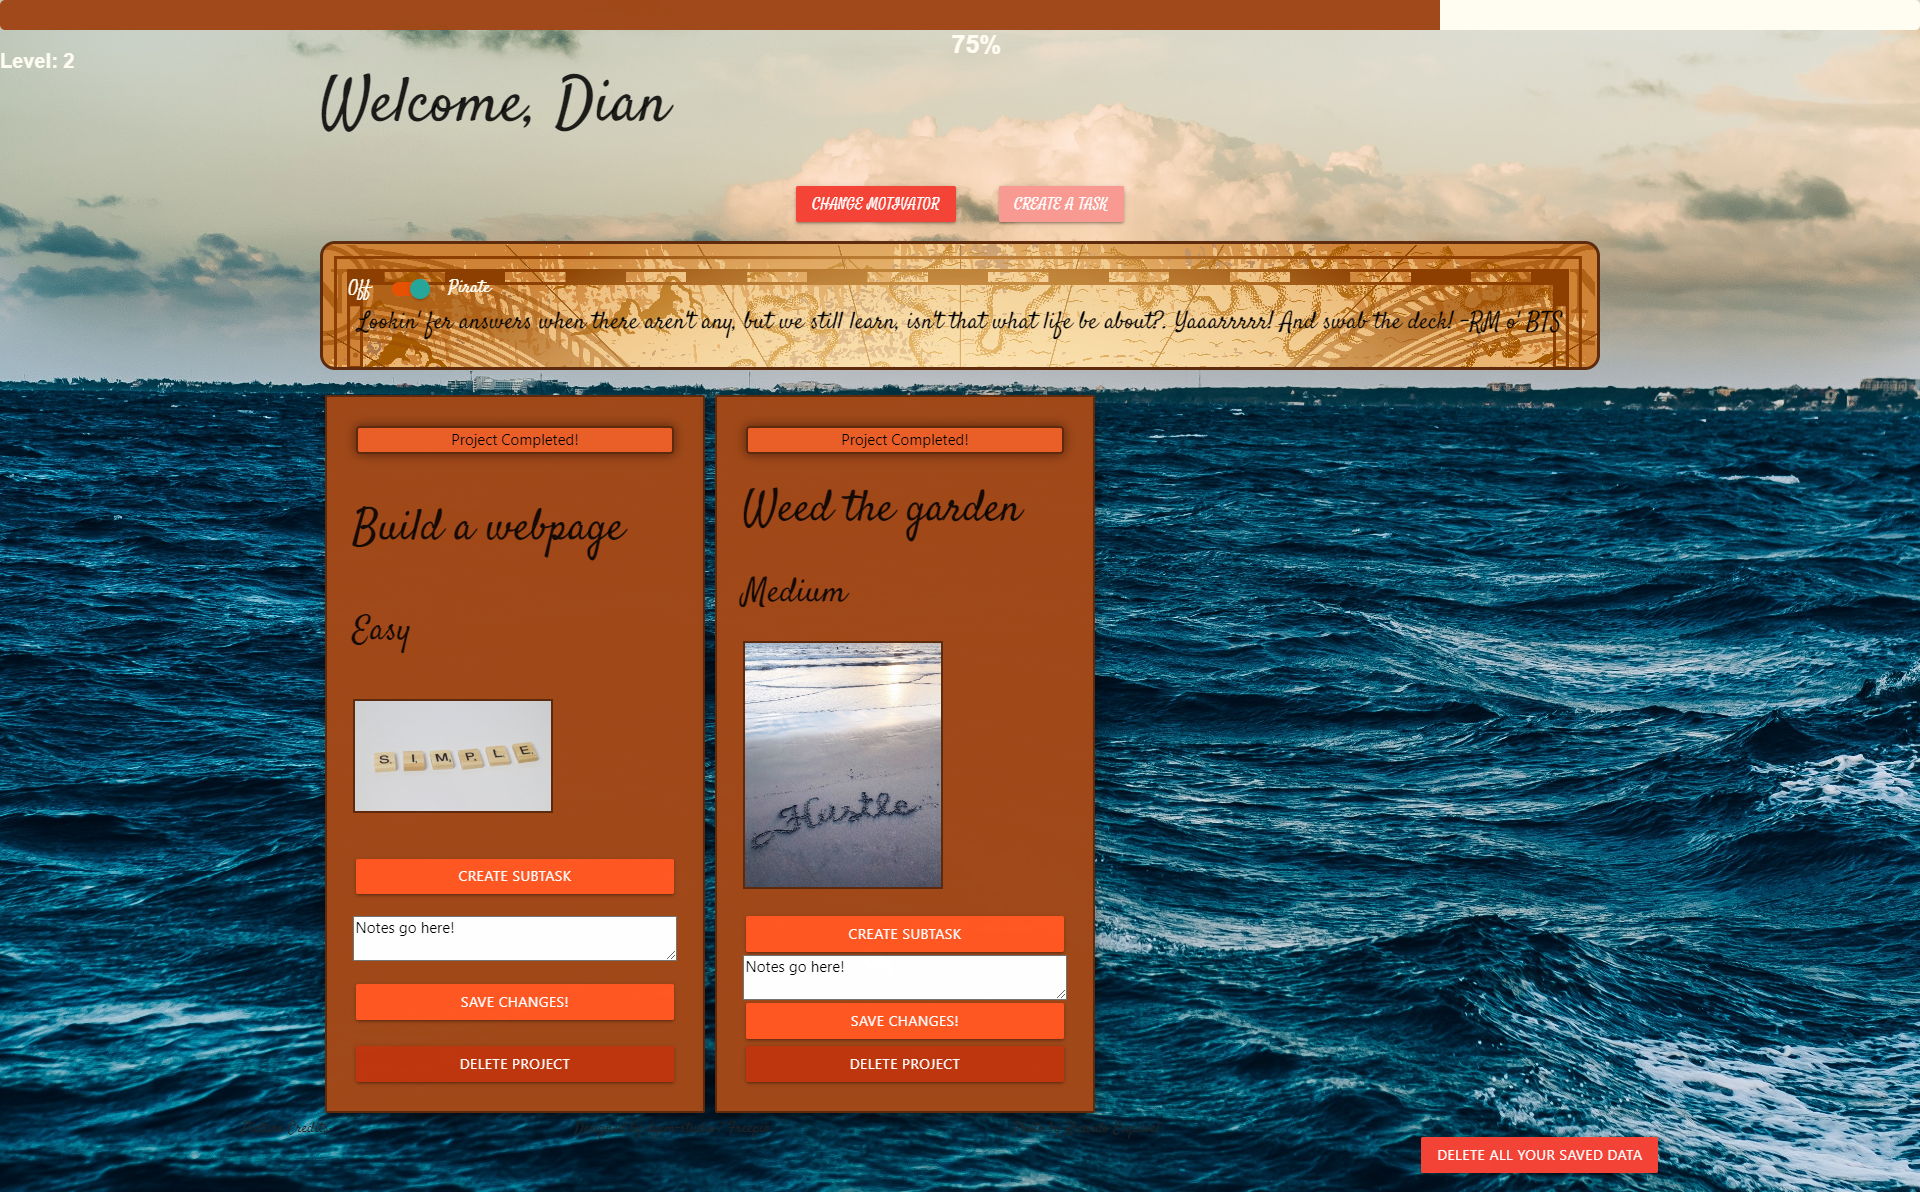 75%
Level: 2
Welcome, Dian
CHANGE MOTIVATOR
CREATE A TASK
Off Pirate
Lookin' fer answers when there aren't any, but we still learn, isn't that what life be about?. Yaaarrrrr! And swab the deck! -RM o' BTS
Project Completed!
Build a webpage
Easy
S I M P L E
CREATE SUBTASK
Notes go here!
SAVE CHANGES!
DELETE PROJECT
Project Completed!
Weed the garden
Medium
Hustle
CREATE SUBTASK
Notes go here!
SAVE CHANGES!
DELETE PROJECT
Credits
DELETE ALL YOUR SAVED DATA